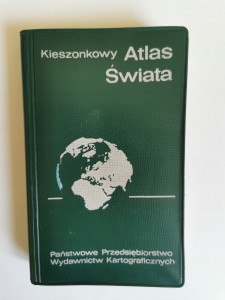 Kieszonkowy Atlas
Świata
Państwowe Przedsiębiorstwo
Wydawnictw Kartograficznych